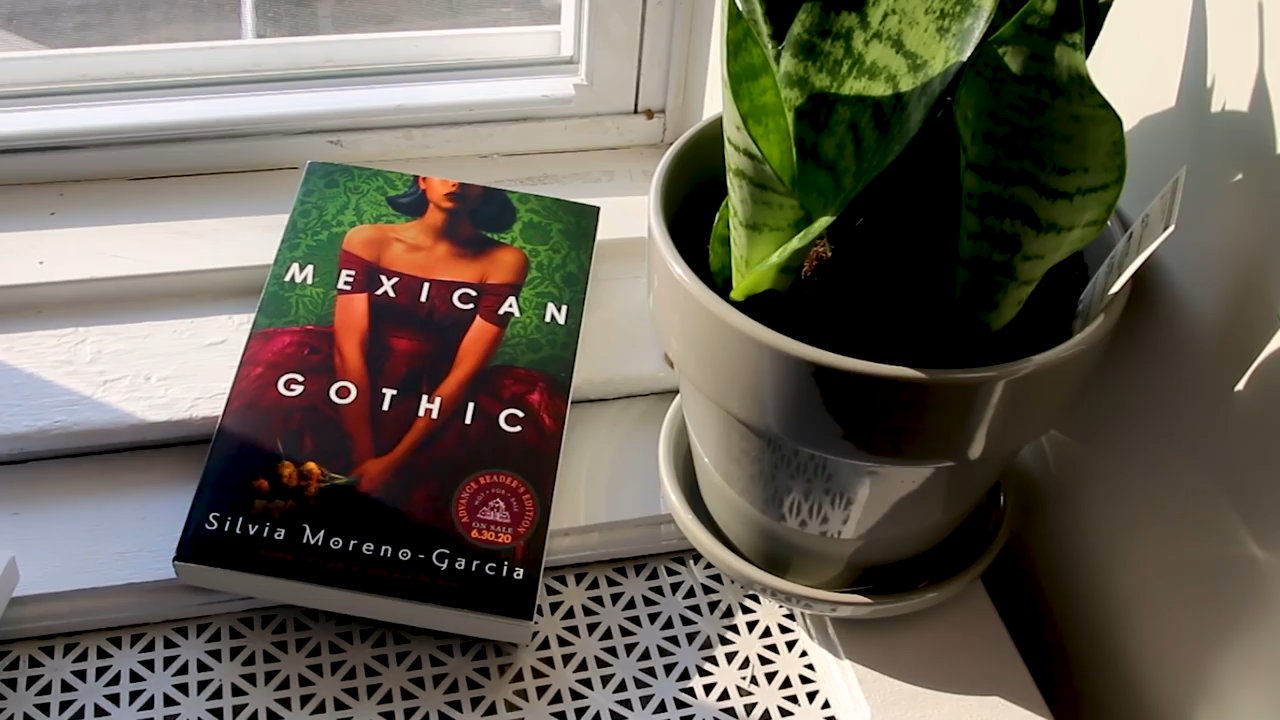 MEXICAN
GOTHIC
ADVANCE READER'S EDITION
NOT • FOR • SALE
ON SALE
6.30.20
Silvia Moreno-Garcia